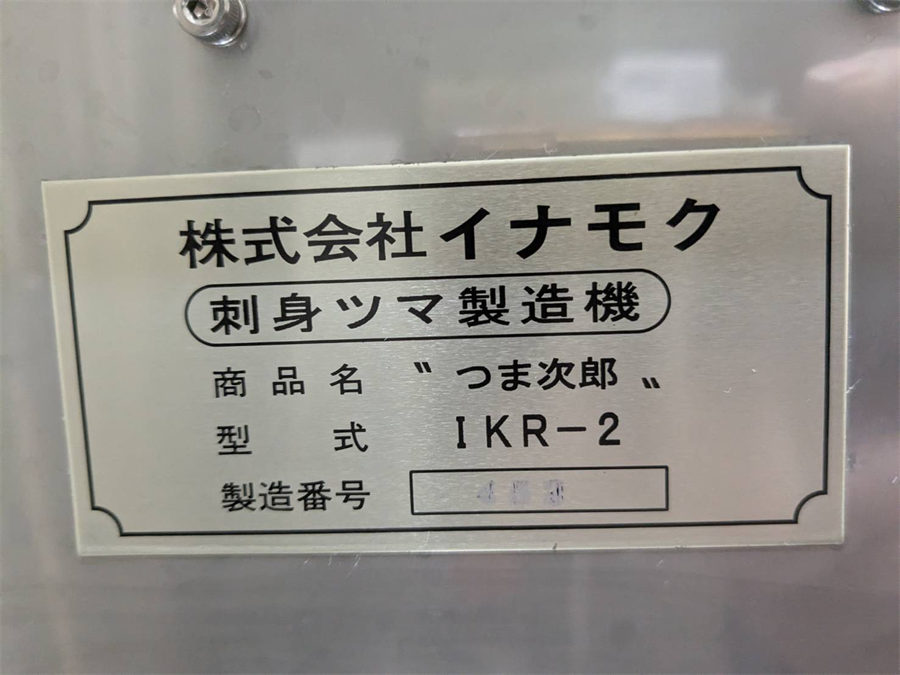 株式会社イナモク
刺身ツマ製造機
商品名 〝つま次郎〟
型式 IKR-2
製造番号